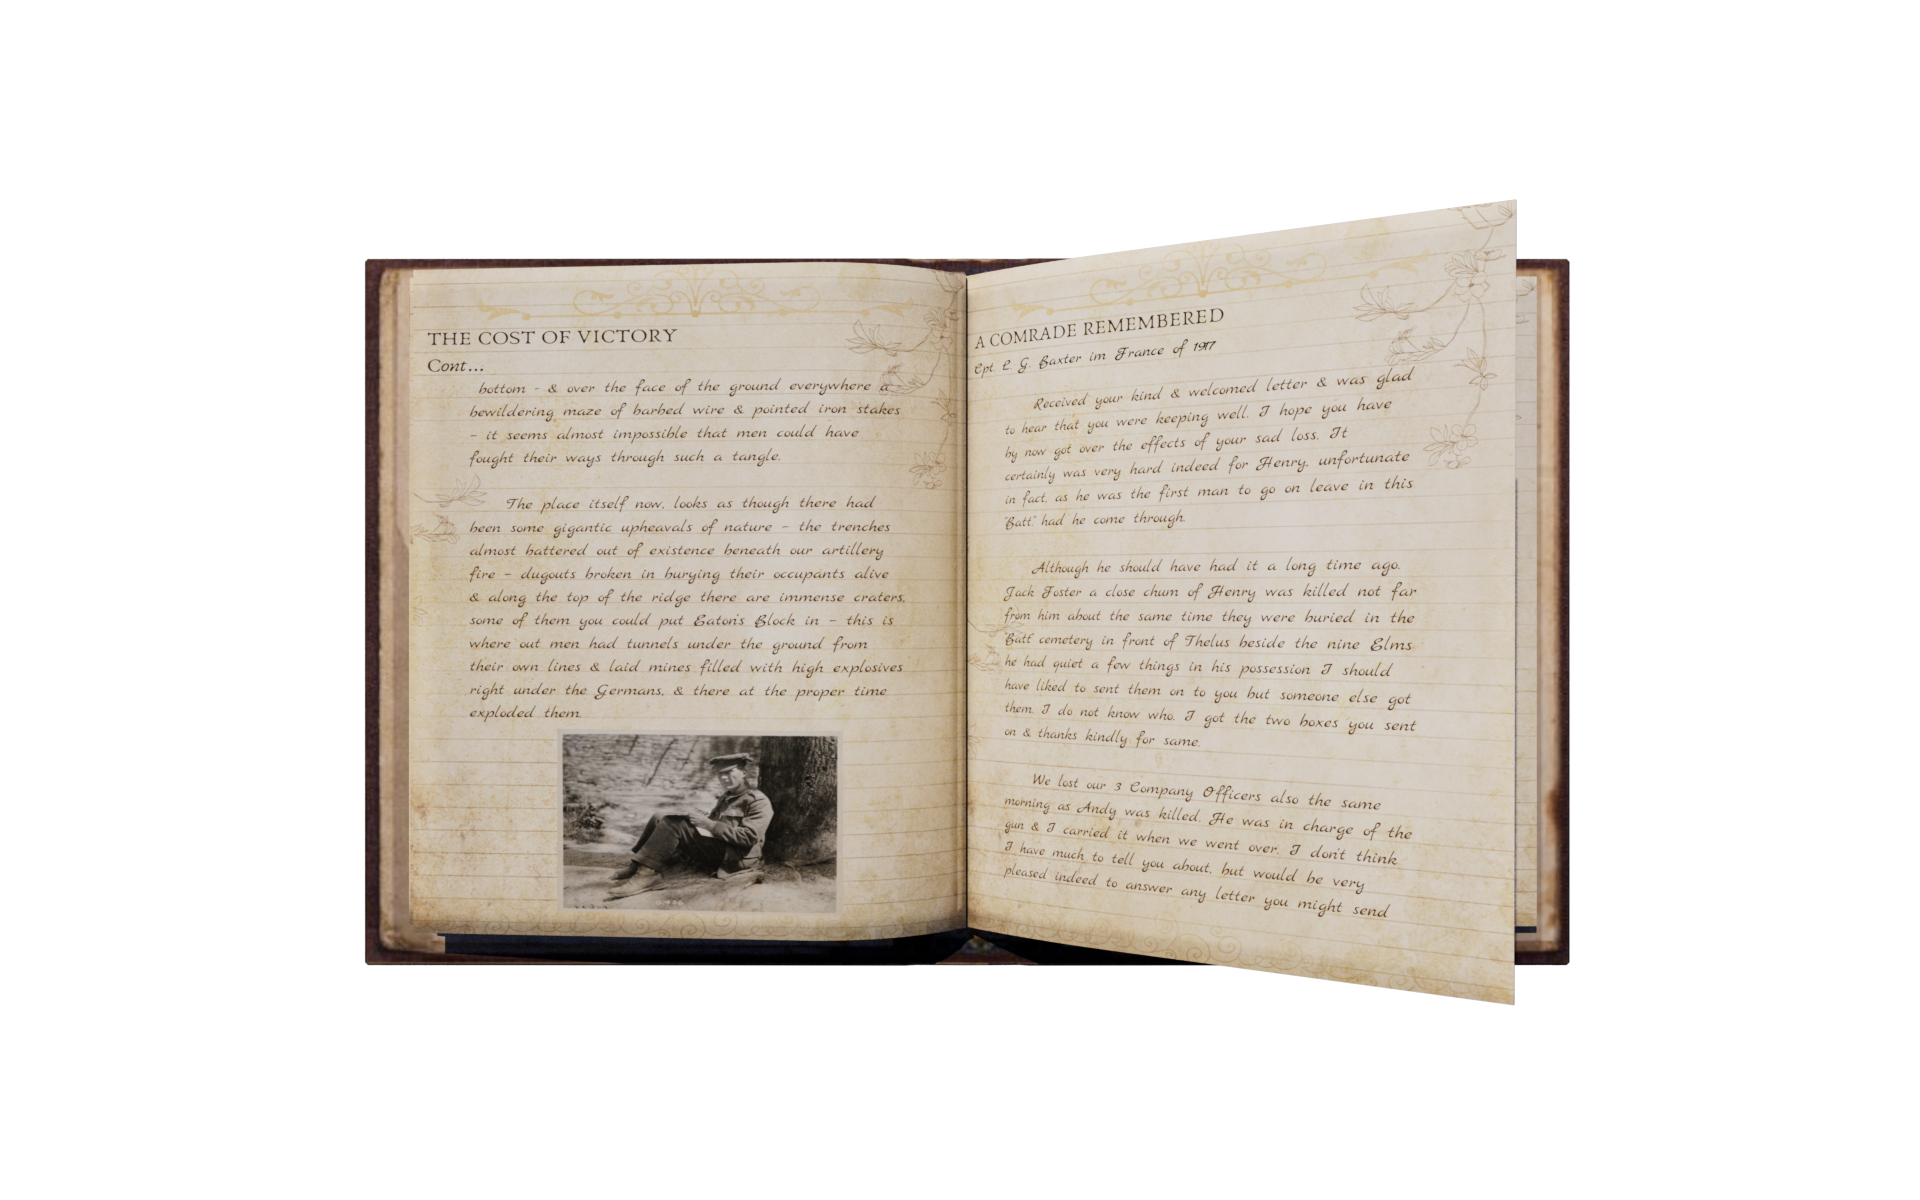 THE COST OF VICTORY
Cont...
bottom - & over the face of the ground everywhere a
bewildering maze of barbed wire & pointed iron stakes
- it seems almost impossible that men could have
fought their ways through such a tangle.
The place itself now, looks as though there had
been some gigantic upheavals of nature - the trenches
almost battered out of existence beneath our artillery
fire - dugouts broken in burying their occupants alive
& along the top of the ridge there are immense craters,
some of them you could put Eaton's Block in - this is
where out men had tunnels under the ground from
their own lines & laid mines filled with high explosives
right under the Germans, & there at the proper time
exploded them.
A COMRADE REMEMBERED
Cpt. L. G. Baxter im France of 1917
Received your kind & welcomed letter & was glad
to hear that you were keeping well. I hope you have
by now got over the effects of your sad loss. It
certainly was very hard indeed for Henry, unfortunate
in fact, as he was the first man to go on leave in this
"Batt." had he come through.
Although he should have had it a long time ago.
Jack Foster a close chum of Henry was killed not far
from him about the same time they were buried in the
"Batt" cemetery in front of Thelus beside the nine Elms
he had quiet a few things in his possession I should
have liked to sent them on to you but someone else got
them. I do not know who. I got the two boxes you sent
on & thanks kindly for same.
We lost our 3 Company Officers also the same
morning as Andy was killed. He was in charge of the
gun & I carried it when we went over. I don't think
I have much to tell you about, but would be very
pleased indeed to answer any letter you might send